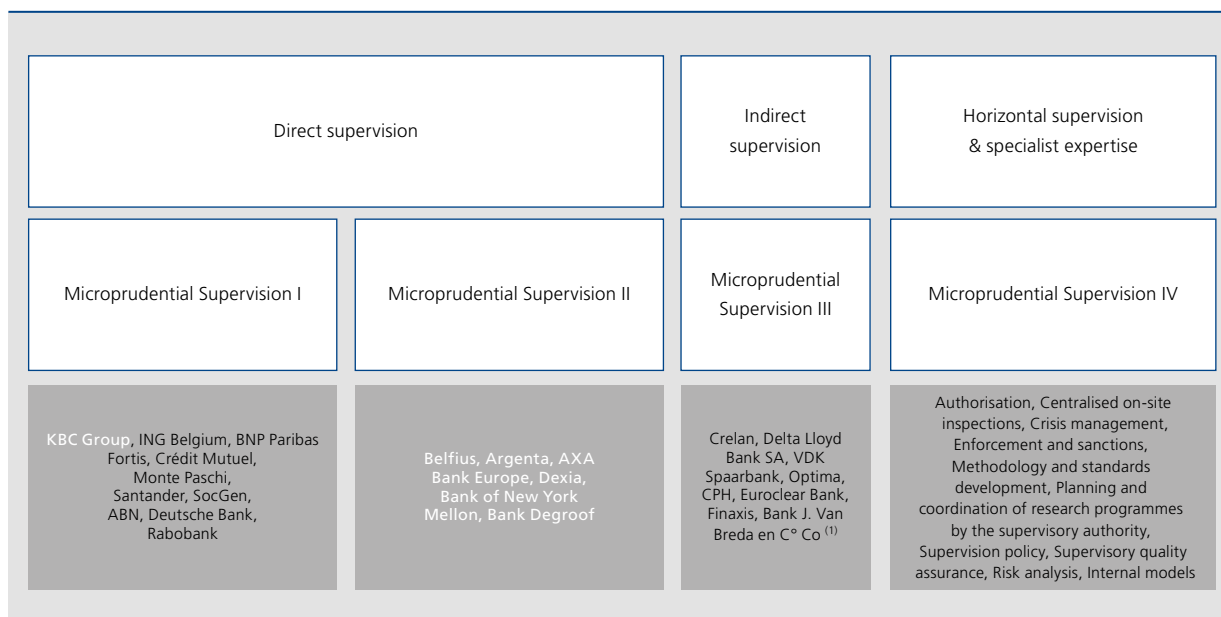 Direct supervision
Indirect
supervision
Horizontal supervision
& specialist expertise
Microprudential Supervision I
Microprudential Supervision II
Microprudential
Supervision III
Microprudential Supervision IV
KBC Group, ING Belgium, BNP Paribas
Fortis, Crédit Mutuel,
Monte Paschi,
Santander, SocGen,
ABN, Deutsche Bank,
Rabobank
Belfius, Argenta, AXA
Bank Europe, Dexia,
Bank of New York
Mellon, Bank Degroof
Crelan, Delta Lloyd
Bank SA, VDK
Spaarbank, Optima,
CPH, Euroclear Bank,
Finaxis, Bank J. Van
Breda en C° Co (1)
Authorisation, Centralised on-site
inspections, Crisis management,
Enforcement and sanctions,
Methodology and standards
development, Planning and
coordination of research programmes
by the supervisory authority,
Supervision policy, Supervisory quality
assurance, Risk analysis, Internal models